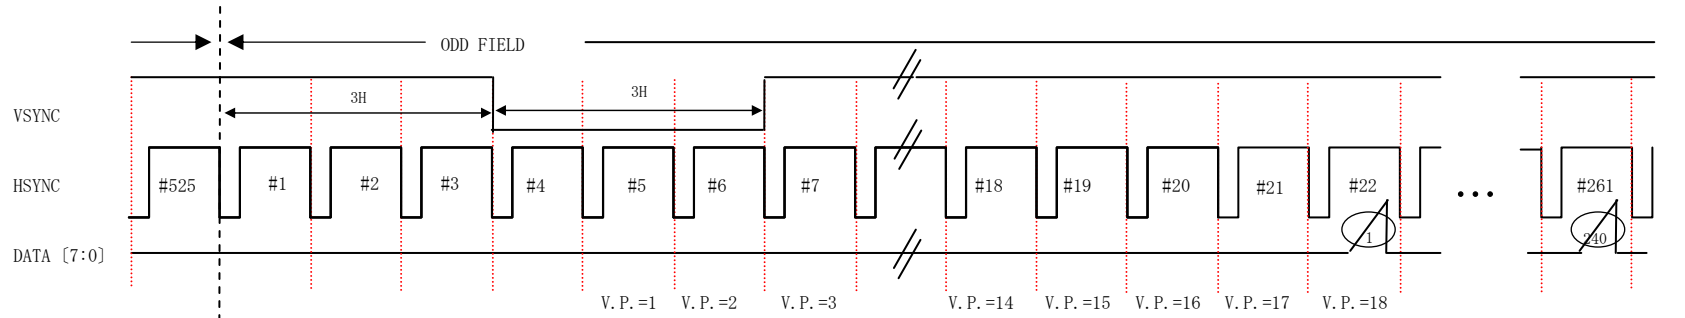 ODD FIELD
3H
3H
VSYNC
HSYNC
#525
#1
#2
#3
#4
#5
#6
#7
#18
#19
#20
#21
#22
...
#261
DATA [7:0]
1
240
V.P.=1
V.P.=2
V.P.=3
V.P.=14
V.P.=15
V.P.=16
V.P.=17
V.P.=18